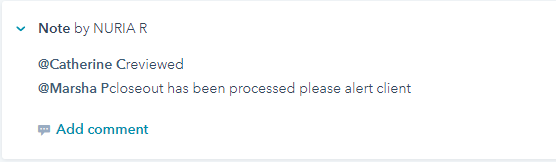 Note by NURIA R
@Catherine Creviewed
@Marsha Pcloseout has been processed please alert client
Add comment